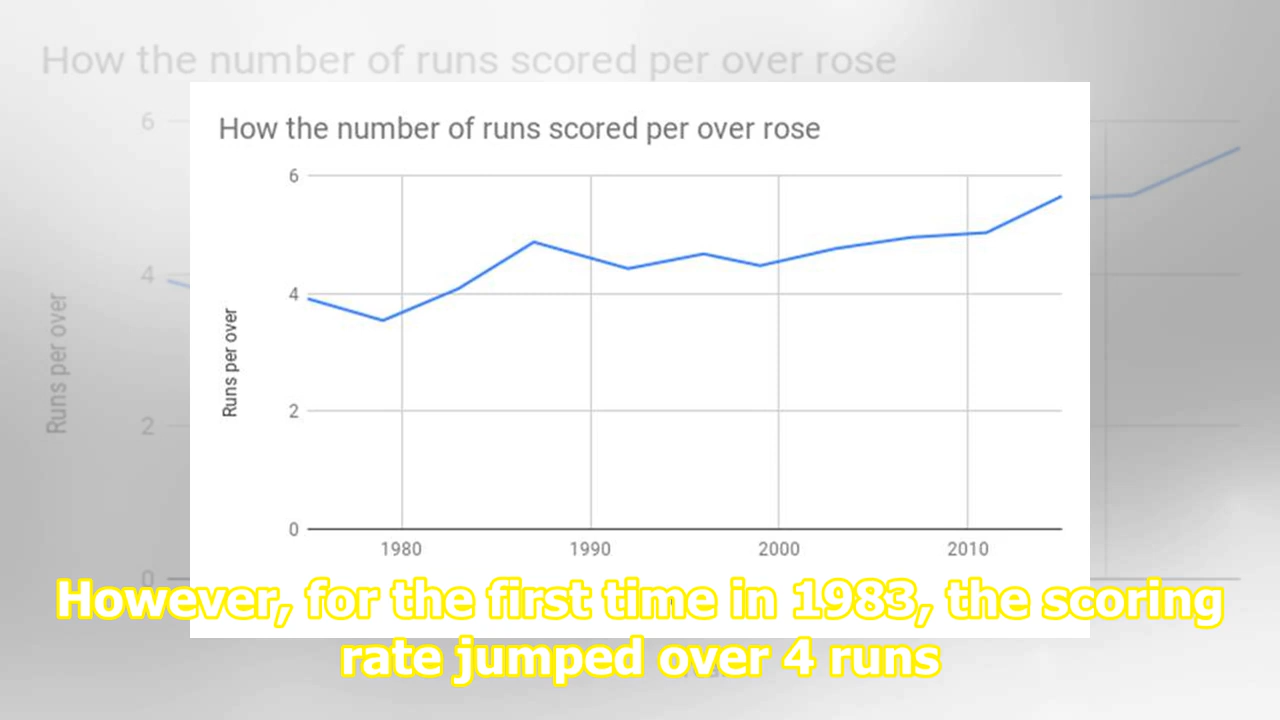 How the number of runs scored per over rose
How the number of runs scored per over rose
6
6
4
4
Runs per over
Runs per over
2
2
0
0
1980 1990 2000 2010
However, for the first time in 1983, the scoring
rate jumped over 4 runs